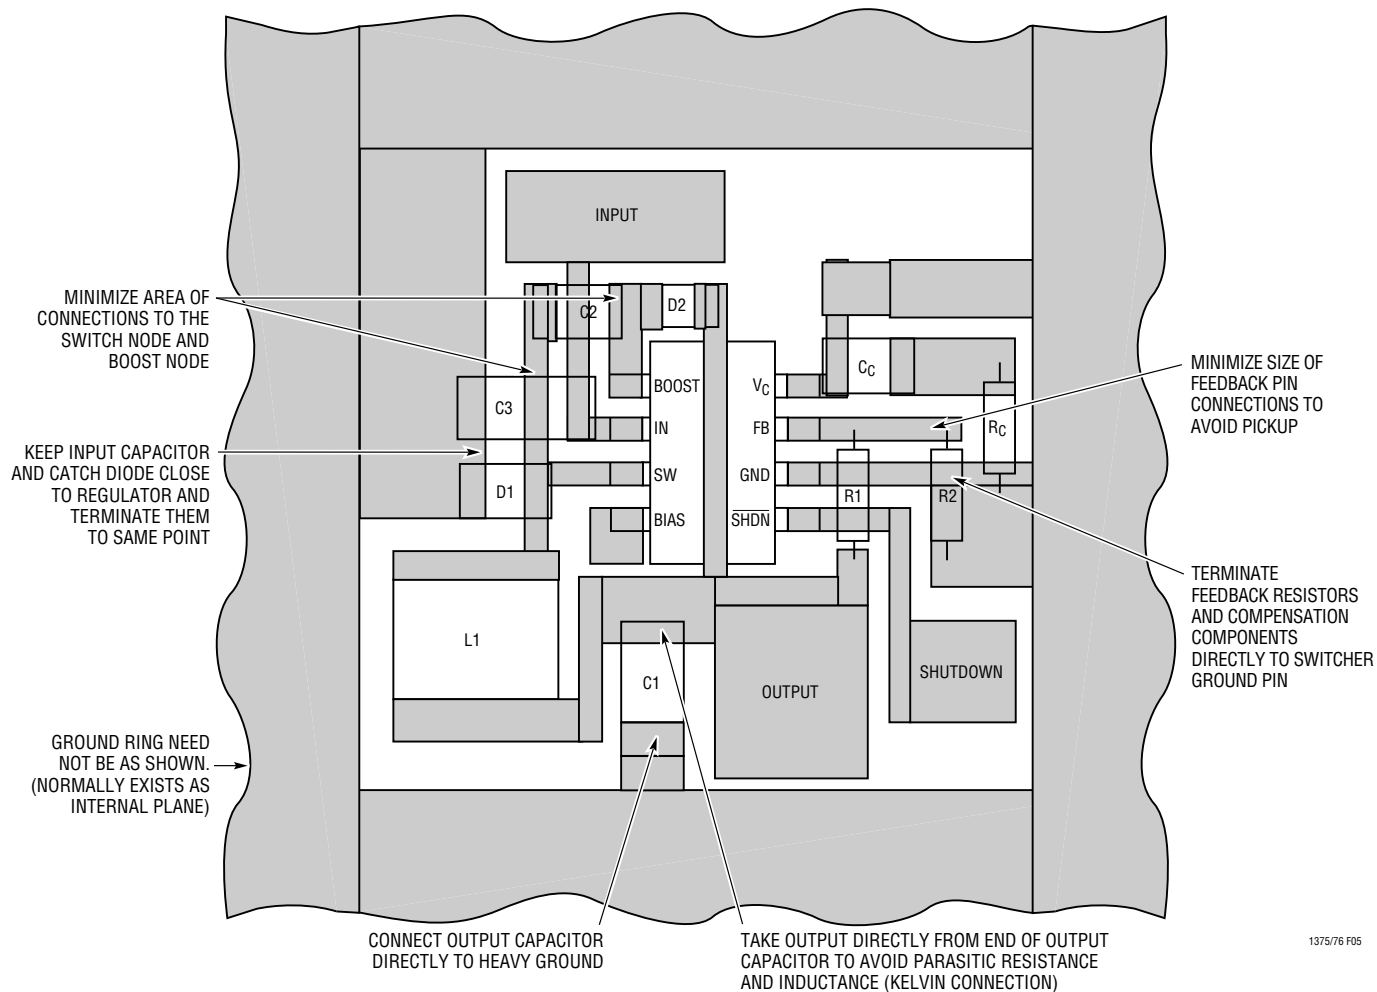 INPUT
MINIMIZE AREA OF
CONNECTIONS TO THE
SWITCH NODE AND
BOOST NODE
C2
D2
BOOST
IN
SW
BIAS
VC
FB
GND
SHDN
CC
RC
C3
D1
R1
R2
MINIMIZE SIZE OF
FEEDBACK PIN
CONNECTIONS TO
AVOID PICKUP
KEEP INPUT CAPACITOR
AND CATCH DIODE CLOSE
TO REGULATOR AND
TERMINATE THEM
TO SAME POINT
TERMINATE
FEEDBACK RESISTORS
AND COMPENSATION
COMPONENTS
DIRECTLY TO SWITCHER
GROUND PIN
L1
C1
OUTPUT
SHUTDOWN
GROUND RING NEED
NOT BE AS SHOWN.
(NORMALLY EXISTS AS
INTERNAL PLANE)
CONNECT OUTPUT CAPACITOR
DIRECTLY TO HEAVY GROUND
TAKE OUTPUT DIRECTLY FROM END OF OUTPUT
CAPACITOR TO AVOID PARASITIC RESISTANCE
AND INDUCTANCE (KELVIN CONNECTION)
1375/76 F05